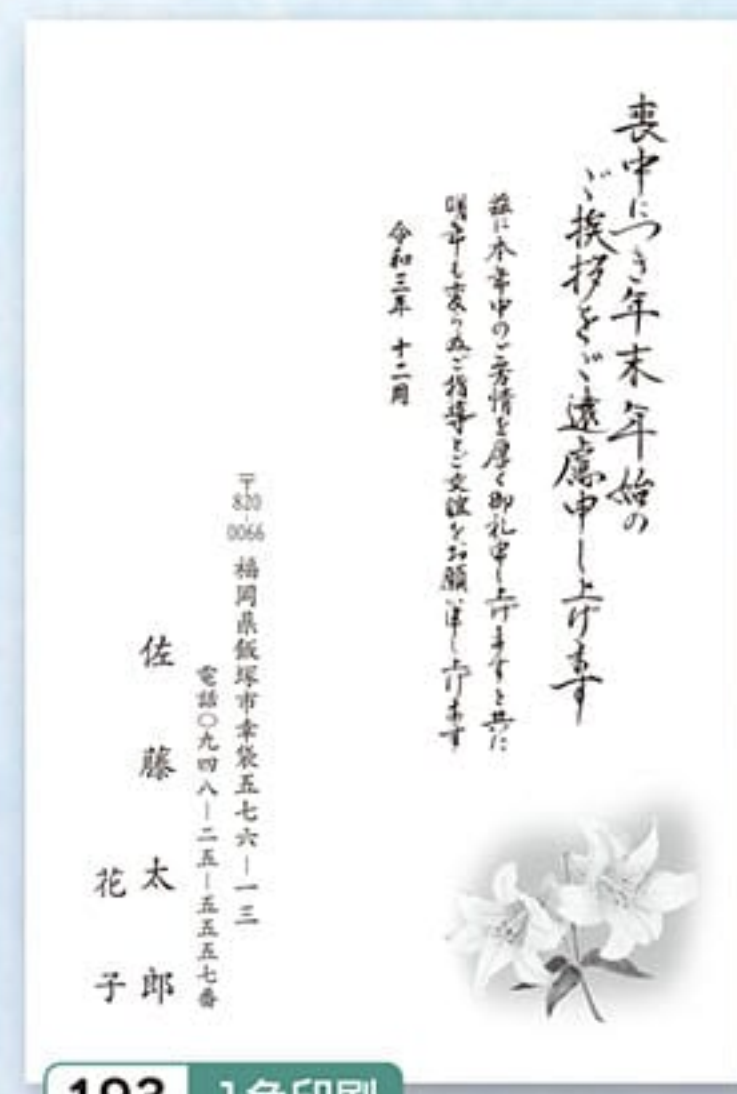 喪中につき年末年始の
ご挨拶をご遠慮申し上げます
茲に本年中のご芳情を厚く御礼申し上げますと共に
明年も変らぬご指導とご交誼をお願い申し上げます
令和三年 十二月
〒820-0066 福岡県飯塚市幸袋五七六―一三
電話〇九四八―二五―五五五七番
佐藤 太郎
花子
193 1色印刷